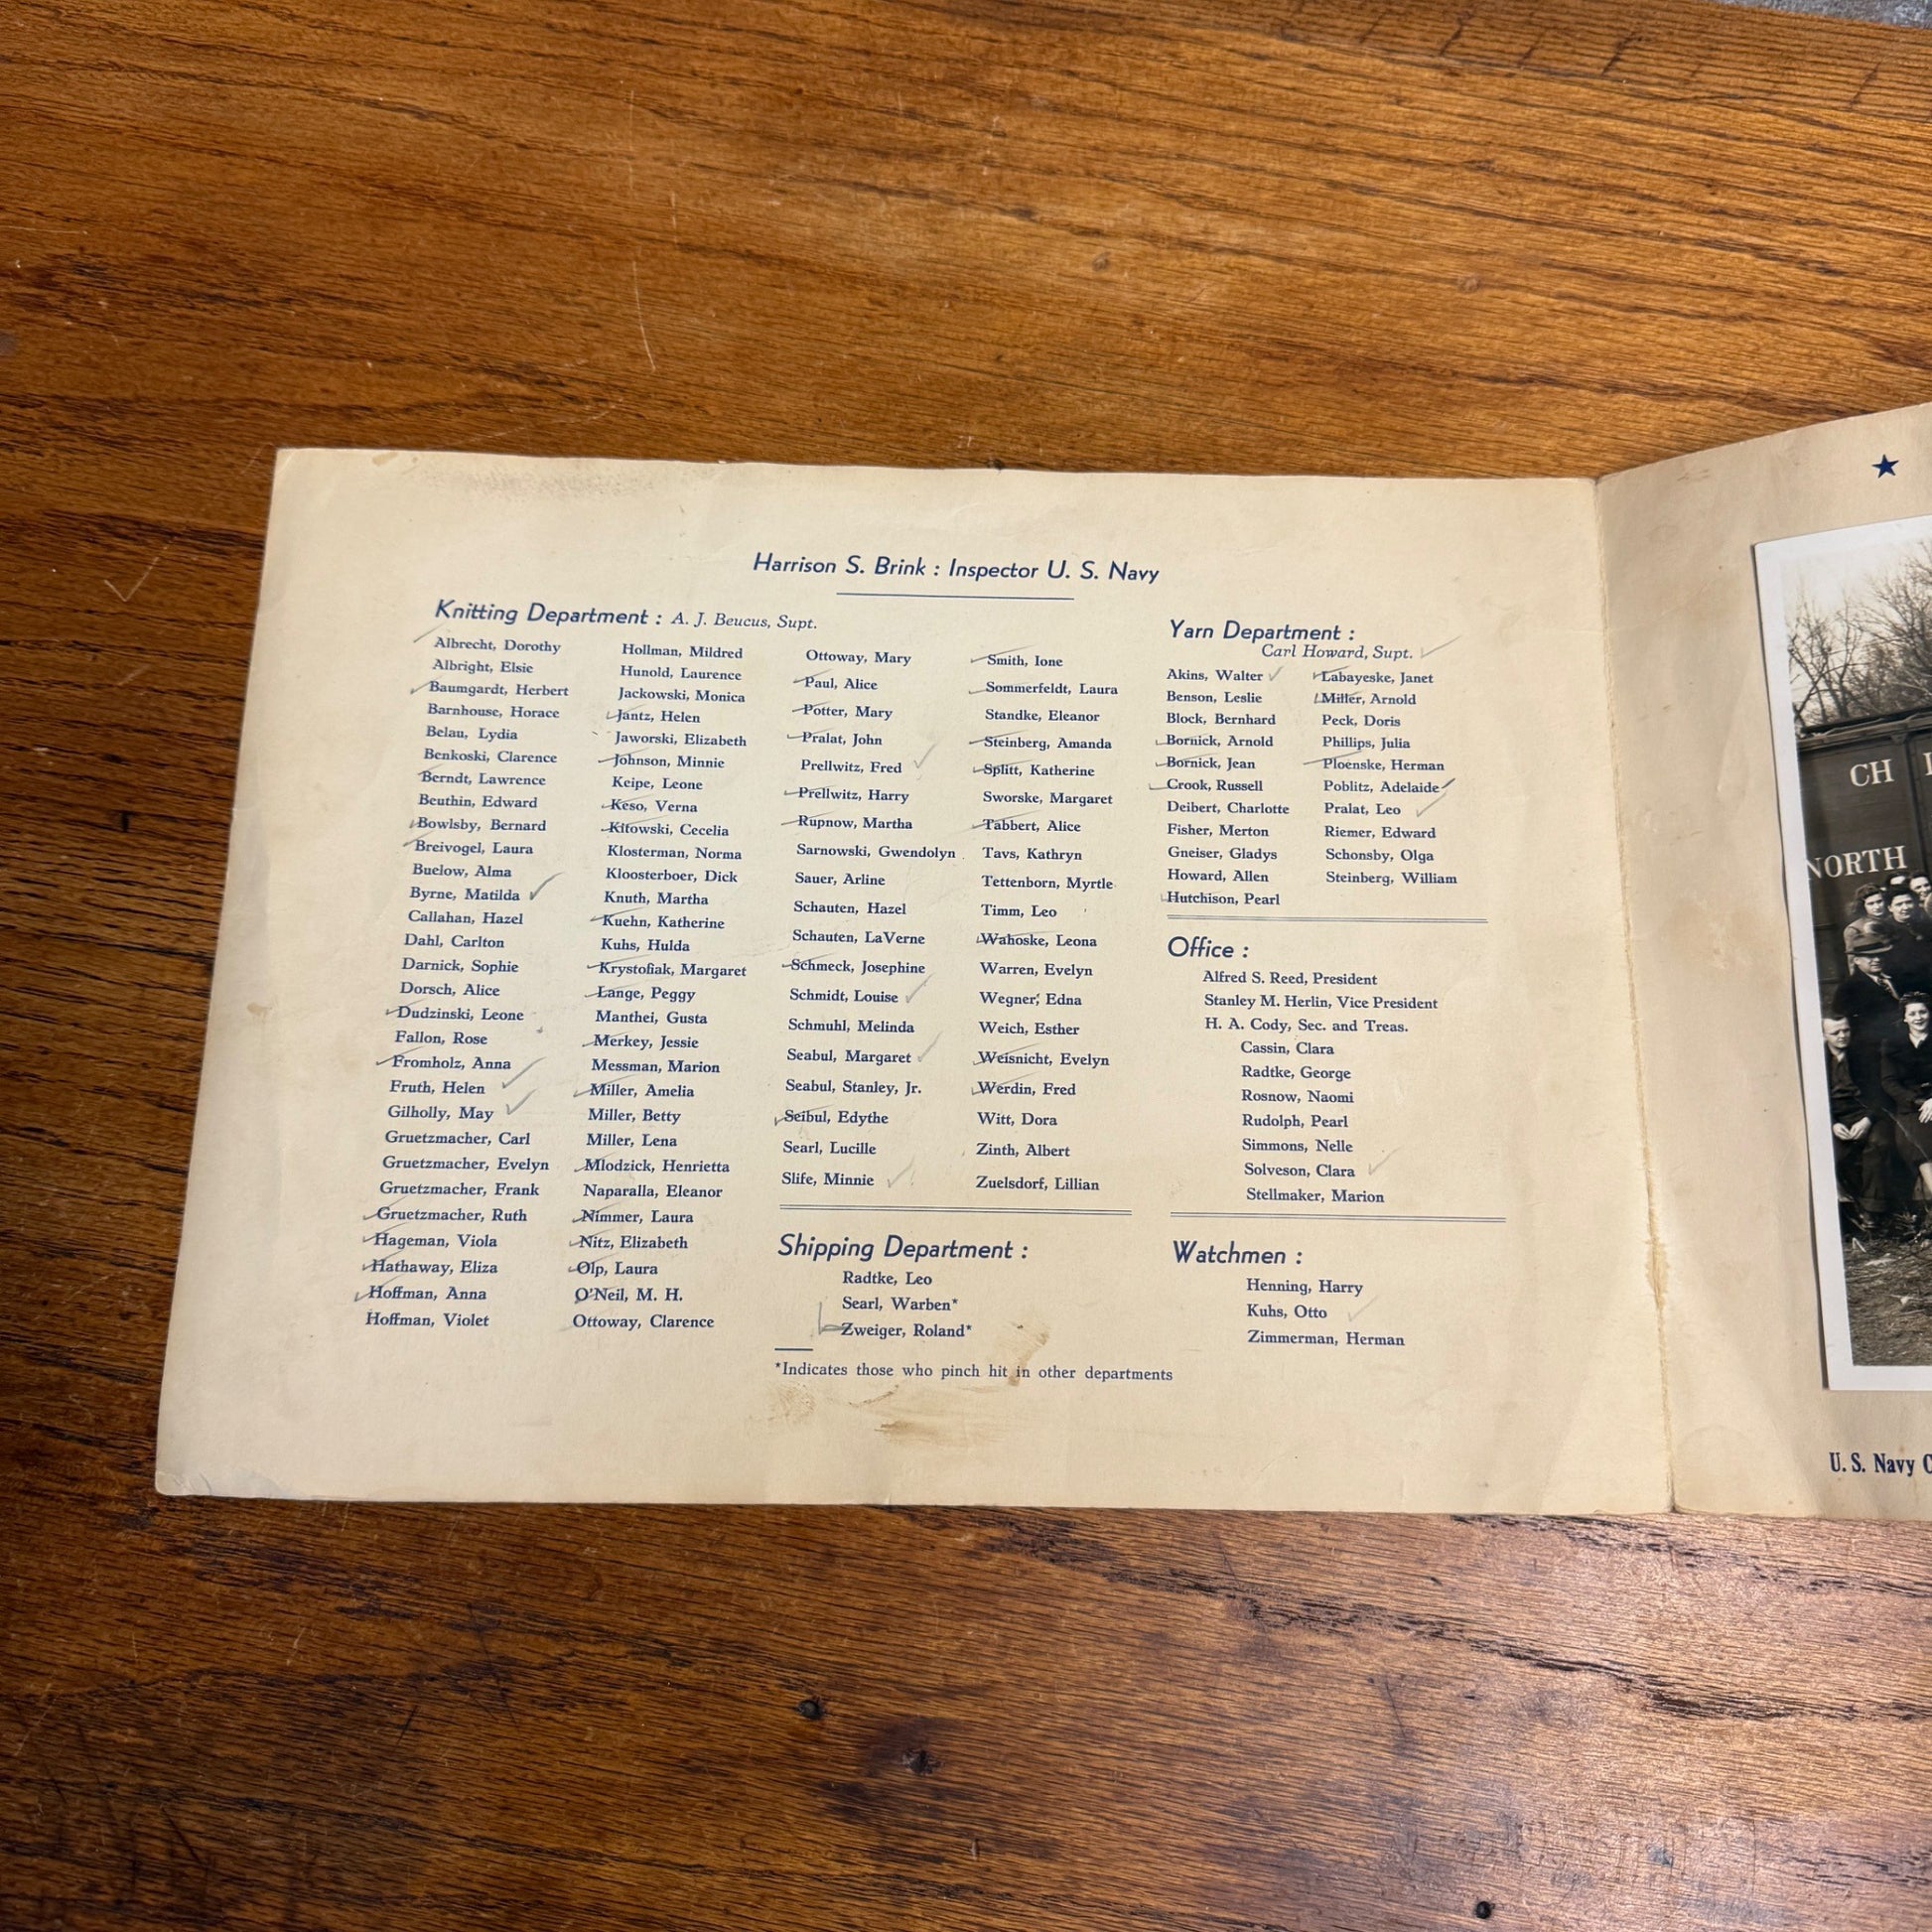 Harrison S. Brink : Inspector U. S. Navy
Knitting Department : A. J. Beucus, Supt.
Albrecht, Dorothy
Albright, Elsie
Baumgardt, Herbert
Barnhouse, Horace
Belau, Lydia
Benkoski, Clarence
Berndt, Lawrence
Beuthin, Edward
Bowlsby, Bernard
Breivogel, Laura
Buelow, Alma
Byrne, Matilda
Callahan, Hazel
Dahl, Carlton
Darnick, Sophie
Dorsch, Alice
Dudzinski, Leone
Fallon, Rose
Fromholz, Anna
Fruth, Helen
Gilholly, May
Gruetzmacher, Carl
Gruetzmacher, Evelyn
Gruetzmacher, Frank
Gruetzmacher, Ruth
Hageman, Viola
Hathaway, Eliza
Hoffman, Anna
Hoffman, Violet
Hollman, Mildred
Hunold, Laurence
Jackowski, Monica
Jantz, Helen
Jaworski, Elizabeth
Johnson, Minnie
Keipe, Leone
Keso, Verna
Kitowski, Cecelia
Klosterman, Norma
Kloosterboer, Dick
Knuth, Martha
Kuehn, Katherine
Kuhs, Hulda
Krystofiak, Margaret
Lange, Peggy
Manthei, Gusta
Merkey, Jessie
Messman, Marion
Miller, Amelia
Miller, Betty
Miller, Lena
Mlodzick, Henrietta
Naparalla, Eleanor
Nimmer, Laura
Nitz, Elizabeth
Olp, Laura
O'Neil, M. H.
Ottoway, Clarence
Ottoway, Mary
Paul, Alice
Potter, Mary
Pralat, John
Prellwitz, Fred
Prellwitz, Harry
Rupnow, Martha
Sarnowski, Gwendolyn
Sauer, Arline
Schauten, Hazel
Schauten, LaVerne
Schmeck, Josephine
Schmidt, Louise
Schmuhl, Melinda
Seabul, Margaret
Seabul, Stanley, Jr.
Seibul, Edythe
Searl, Lucille
Slife, Minnie
Smith, Ione
Sommerfeldt, Laura
Standke, Eleanor
Steinberg, Amanda
Splitt, Katherine
Sworske, Margaret
Tabbert, Alice
Tavs, Kathryn
Tettenborn, Myrtle
Timm, Leo
Wahoske, Leona
Warren, Evelyn
Wegner, Edna
Weich, Esther
Weisnicht, Evelyn
Werdin, Fred
Witt, Dora
Zinth, Albert
Zuelsdorf, Lillian
Shipping Department :
Radtke, Leo
Searl, Warben*
Zweiger, Roland*
*Indicates those who pinch hit in other departments
Yarn Department :
Carl Howard, Supt.
Akins, Walter
Benson, Leslie
Block, Bernhard
Bornick, Arnold
Bornick, Jean
Crook, Russell
Deibert, Charlotte
Fisher, Merton
Gneiser, Gladys
Howard, Allen
Hutchison, Pearl
Labayeske, Janet
Miller, Arnold
Peck, Doris
Phillips, Julia
Ploenske, Herman
Poblitz, Adelaide
Pralat, Leo
Riemer, Edward
Schonsby, Olga
Steinberg, William
Office :
Alfred S. Reed, President
Stanley M. Herlin, Vice President
H. A. Cody, Sec. and Treas.
Cassin, Clara
Radtke, George
Rosnow, Naomi
Rudolph, Pearl
Simmons, Nelle
Solveson, Clara
Stellmaker, Marion
Watchmen :
Henning, Harry
Kuhs, Otto
Zimmerman, Herman
CH
NORTH
U. S. Navy